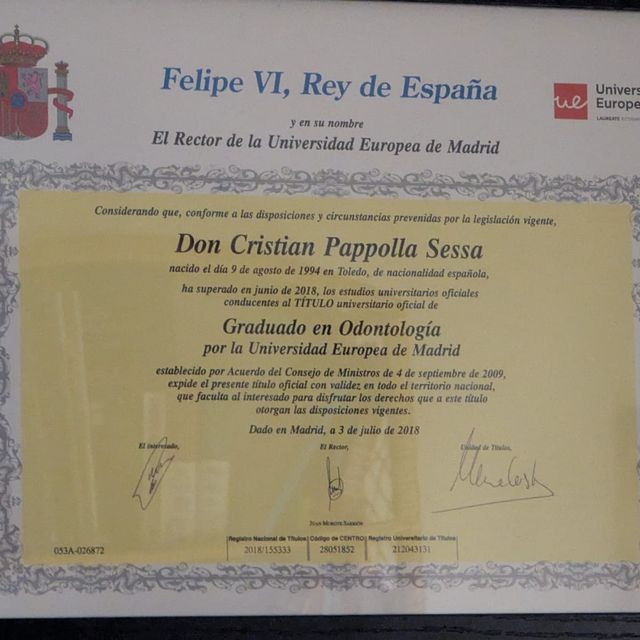 Felipe VI, Rey de España
ue
Univers
Europe
y en su nombre
El Rector de la Universidad Europea de Madrid
Considerando que, conforme a las disposiciones y circunstancias prevenidas por la legislación vigente,
Don Cristian Pappolla Sessa
nacido el día 9 de agosto de 1994 en Toledo, de nacionalidad española,
ha superado en junio de 2018, los estudios universitarios oficiales
conducentes al TÍTULO universitario oficial de
Graduado en Odontología
por la Universidad Europea de Madrid
establecido por Acuerdo del Consejo de Ministros de 4 de septiembre de 2009,
expide el presente título oficial con validez en todo el territorio nacional,
que faculta al interesado para disfrutar los derechos que a este título
otorgan las disposiciones vigentes.
Dado en Madrid, a 3 de julio de 2018
El interesado, El Rector, Unidad de Títulos,
JUAN MOROTE SARRIÓN
Registro Nacional de Títulos Código de CENTRO Registro Universitario de Títulos
053A-026872 2018/155333 28051852 212043131